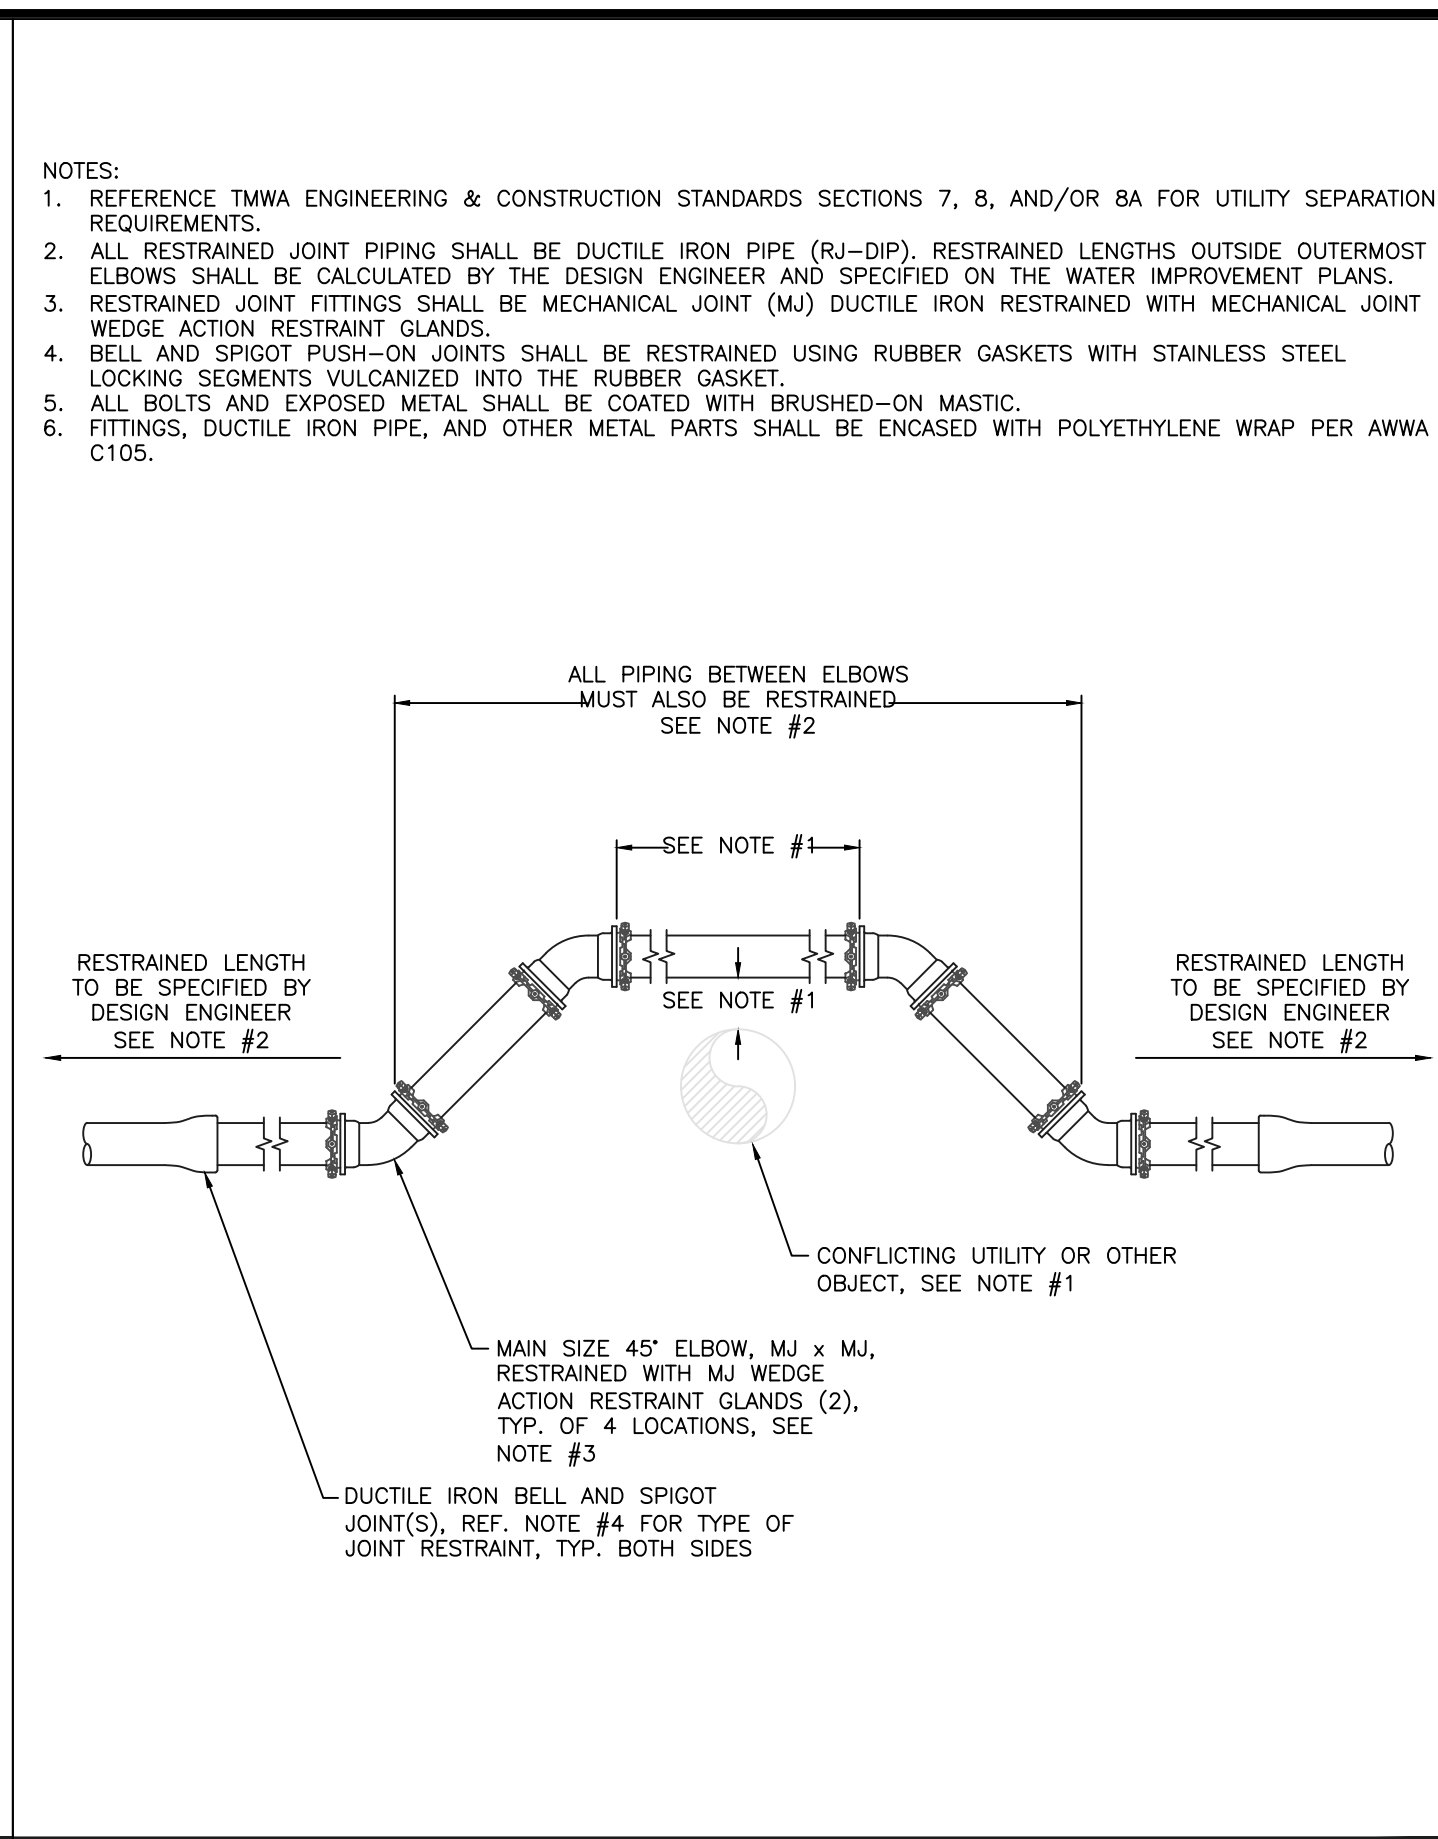 NOTES:
1. REFERENCE TMWA ENGINEERING & CONSTRUCTION STANDARDS SECTIONS 7, 8, AND/OR 8A FOR UTILITY SEPARATION
REQUIREMENTS.
2. ALL RESTRAINED JOINT PIPING SHALL BE DUCTILE IRON PIPE (RJ-DIP). RESTRAINED LENGTHS OUTSIDE OUTERMOST
ELBOWS SHALL BE CALCULATED BY THE DESIGN ENGINEER AND SPECIFIED ON THE WATER IMPROVEMENT PLANS.
3. RESTRAINED JOINT FITTINGS SHALL BE MECHANICAL JOINT (MJ) DUCTILE IRON RESTRAINED WITH MECHANICAL JOINT
WEDGE ACTION RESTRAINT GLANDS.
4. BELL AND SPIGOT PUSH-ON JOINTS SHALL BE RESTRAINED USING RUBBER GASKETS WITH STAINLESS STEEL
LOCKING SEGMENTS VULCANIZED INTO THE RUBBER GASKET.
5. ALL BOLTS AND EXPOSED METAL SHALL BE COATED WITH BRUSHED-ON MASTIC.
6. FITTINGS, DUCTILE IRON PIPE, AND OTHER METAL PARTS SHALL BE ENCASED WITH POLYETHYLENE WRAP PER AWWA
C105.
ALL PIPING BETWEEN ELBOWS
MUST ALSO BE RESTRAINED
SEE NOTE #2
SEE NOTE #1
RESTRAINED LENGTH
TO BE SPECIFIED BY
DESIGN ENGINEER
SEE NOTE #2
SEE NOTE #1
RESTRAINED LENGTH
TO BE SPECIFIED BY
DESIGN ENGINEER
SEE NOTE #2
CONFLICTING UTILITY OR OTHER
OBJECT, SEE NOTE #1
MAIN SIZE 45° ELBOW, MJ x MJ,
RESTRAINED WITH MJ WEDGE
ACTION RESTRAINT GLANDS (2),
TYP. OF 4 LOCATIONS, SEE
NOTE #3
DUCTILE IRON BELL AND SPIGOT
JOINT(S), REF. NOTE #4 FOR TYPE OF
JOINT RESTRAINT, TYP. BOTH SIDES